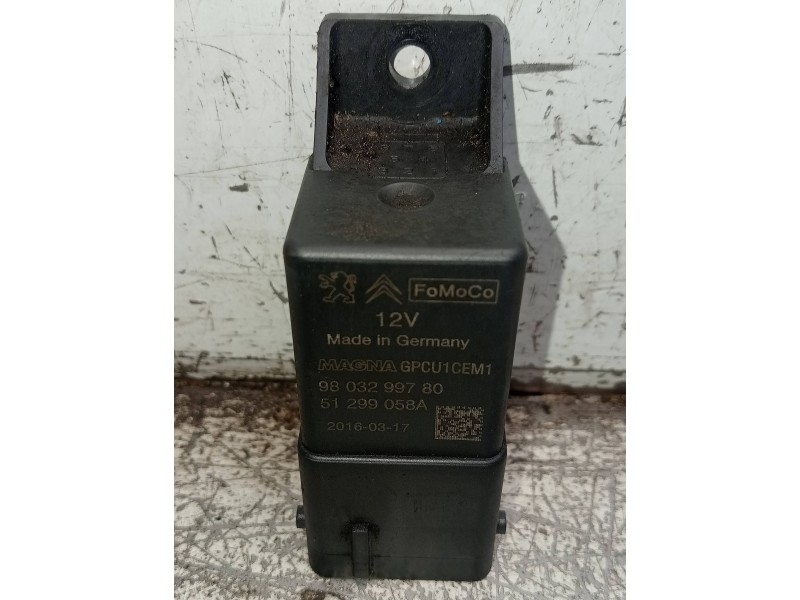 FoMoCo
12V
Made in Germany
MAGNA GPCU1CEM1
98 032 997 80
51 299 058A
2016-03-17